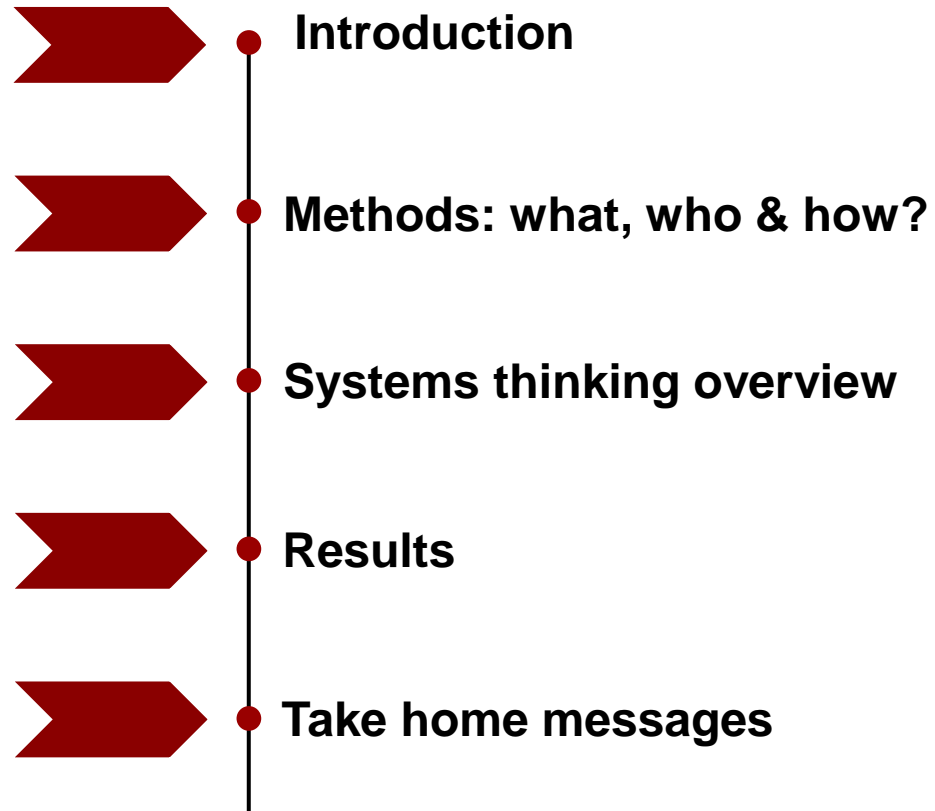 Introduction
Methods: what, who & how?
Systems thinking overview
Results
Take home messages